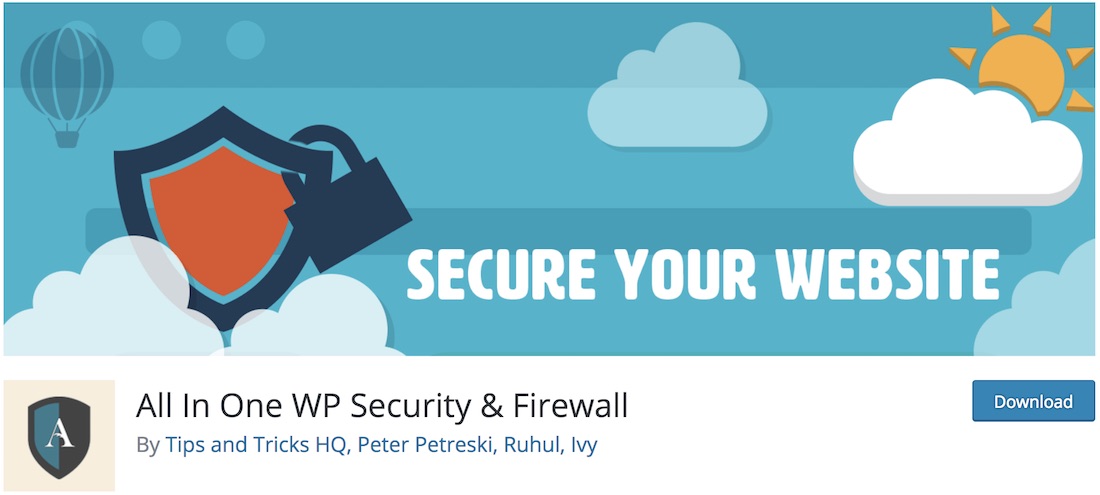 SECURE YOUR WEBSITE
A
All In One WP Security & Firewall
By Tips and Tricks HQ, Peter Petreski, Ruhul, Ivy
Download